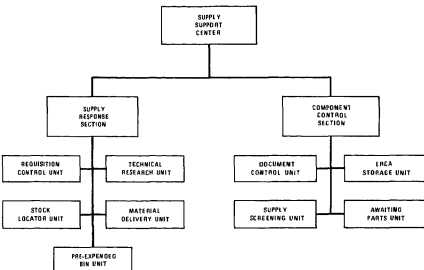 SUPPLY
SUPPORT
CENTER
SUPPLY
RESPONSE
SECTION
COMPONENT
CONTROL
SECTION
REQUISITION
CONTROL UNIT
TECHNICAL
RESEARCH UNIT
DOCUMENT
CONTROL UNIT
LRCA
STORAGE UNIT
STOCK
LOCATOR UNIT
MATERIAL
DELIVERY UNIT
SUPPLY
SCREENING UNIT
AWAITING
PARTS UNIT
PRE-EXPENDED
BIN UNIT